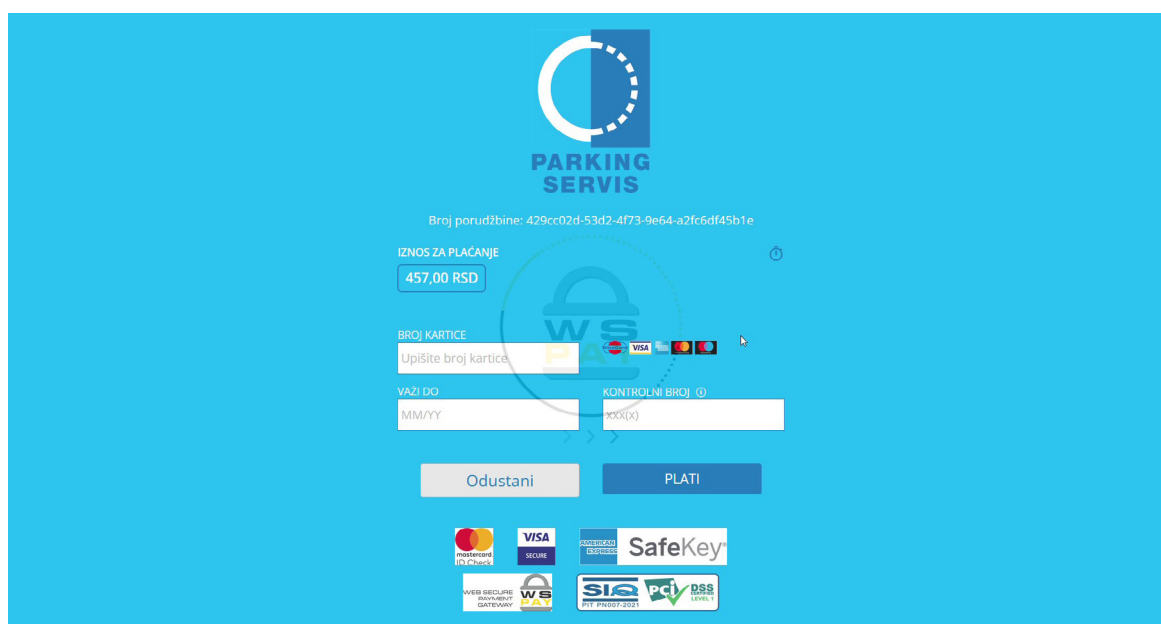 PARKING
SERVIS
Broj porudžbine: 429cc02d-53d2-4f73-9e64-a2fc6df45b1e
IZNOS ZA PLAĆANJE
457,00 RSD
WS
PAY
BROJ KARTICE
Upišite broj kartice
VISA
VAŽI DO
KONTROLNI BROJ
MM/YY
xxx(x)
Odustani
PLATI
mastercard.
ID Check
VISA
SECURE
AMERICAN
EXPRESS
SafeKey
WEB SECURE
PAYMENT
GATEWAY
WS
PAY
SIQ
PIT PN007-2021
PCI DSS
CERTIFIED
LEVEL 1